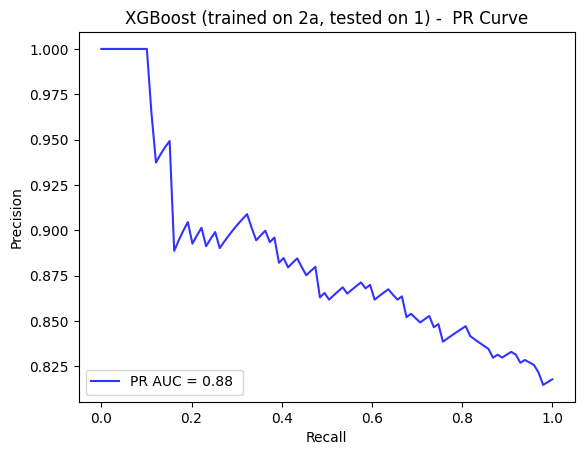 XGBoost (trained on 2a, tested on 1) -  PR Curve
1.000
0.975
0.950
0.925
0.900
0.875
0.850
0.825
Precision
PR AUC = 0.88
0.0 0.2 0.4 0.6 0.8 1.0
Recall